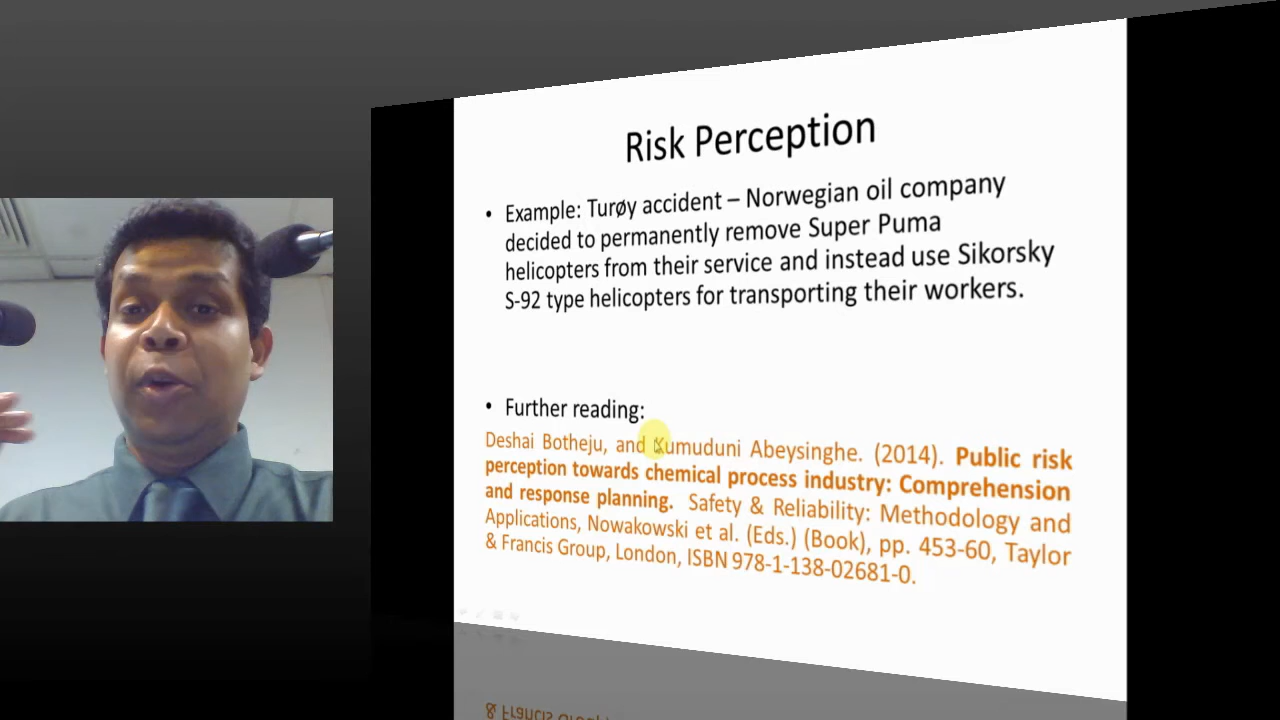 Risk Perception
• Example: Turøy accident – Norwegian oil company
decided to permanently remove Super Puma
helicopters from their service and instead use Sikorsky
S-92 type helicopters for transporting their workers.
• Further reading:
Deshai Botheju, and Kumuduni Abeysinghe. (2014). Public risk
perception towards chemical process industry: Comprehension
and response planning. Safety & Reliability: Methodology and
Applications, Nowakowski et al. (Eds.) (Book), pp. 453-60, Taylor
& Francis Group, London, ISBN 978-1-138-02681-0.